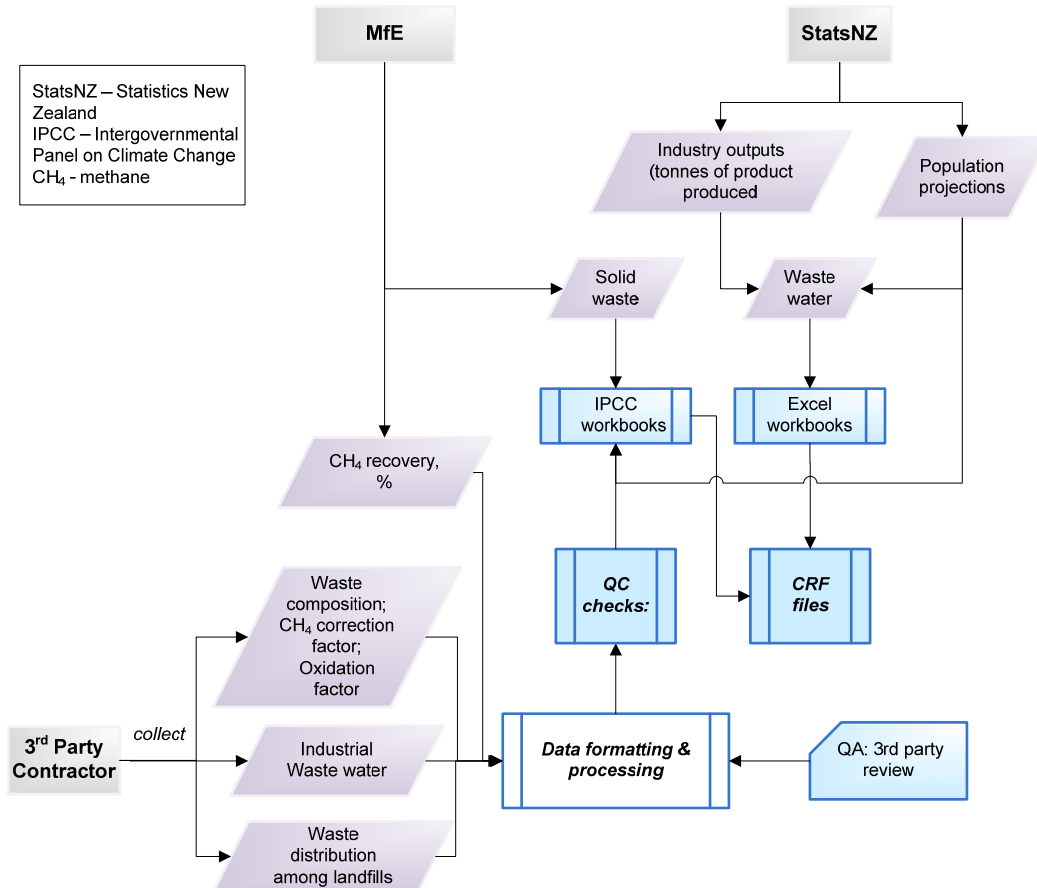 MfE
StatsNZ
StatsNZ – Statistics New
Zealand
IPCC – Intergovernmental
Panel on Climate Change
CH₄ - methane
Industry outputs
(tonnes of product
produced
Population
projections
Solid
waste
Waste
water
IPCC
workbooks
Excel
workbooks
CH₄ recovery,
%
QC
checks:
CRF
files
Waste
composition;
CH₄ correction
factor;
Oxidation
factor
collect
3rd Party
Contractor
Industrial
Waste water
Data formatting &
processing
QA: 3rd party
review
Waste
distribution
among landfills